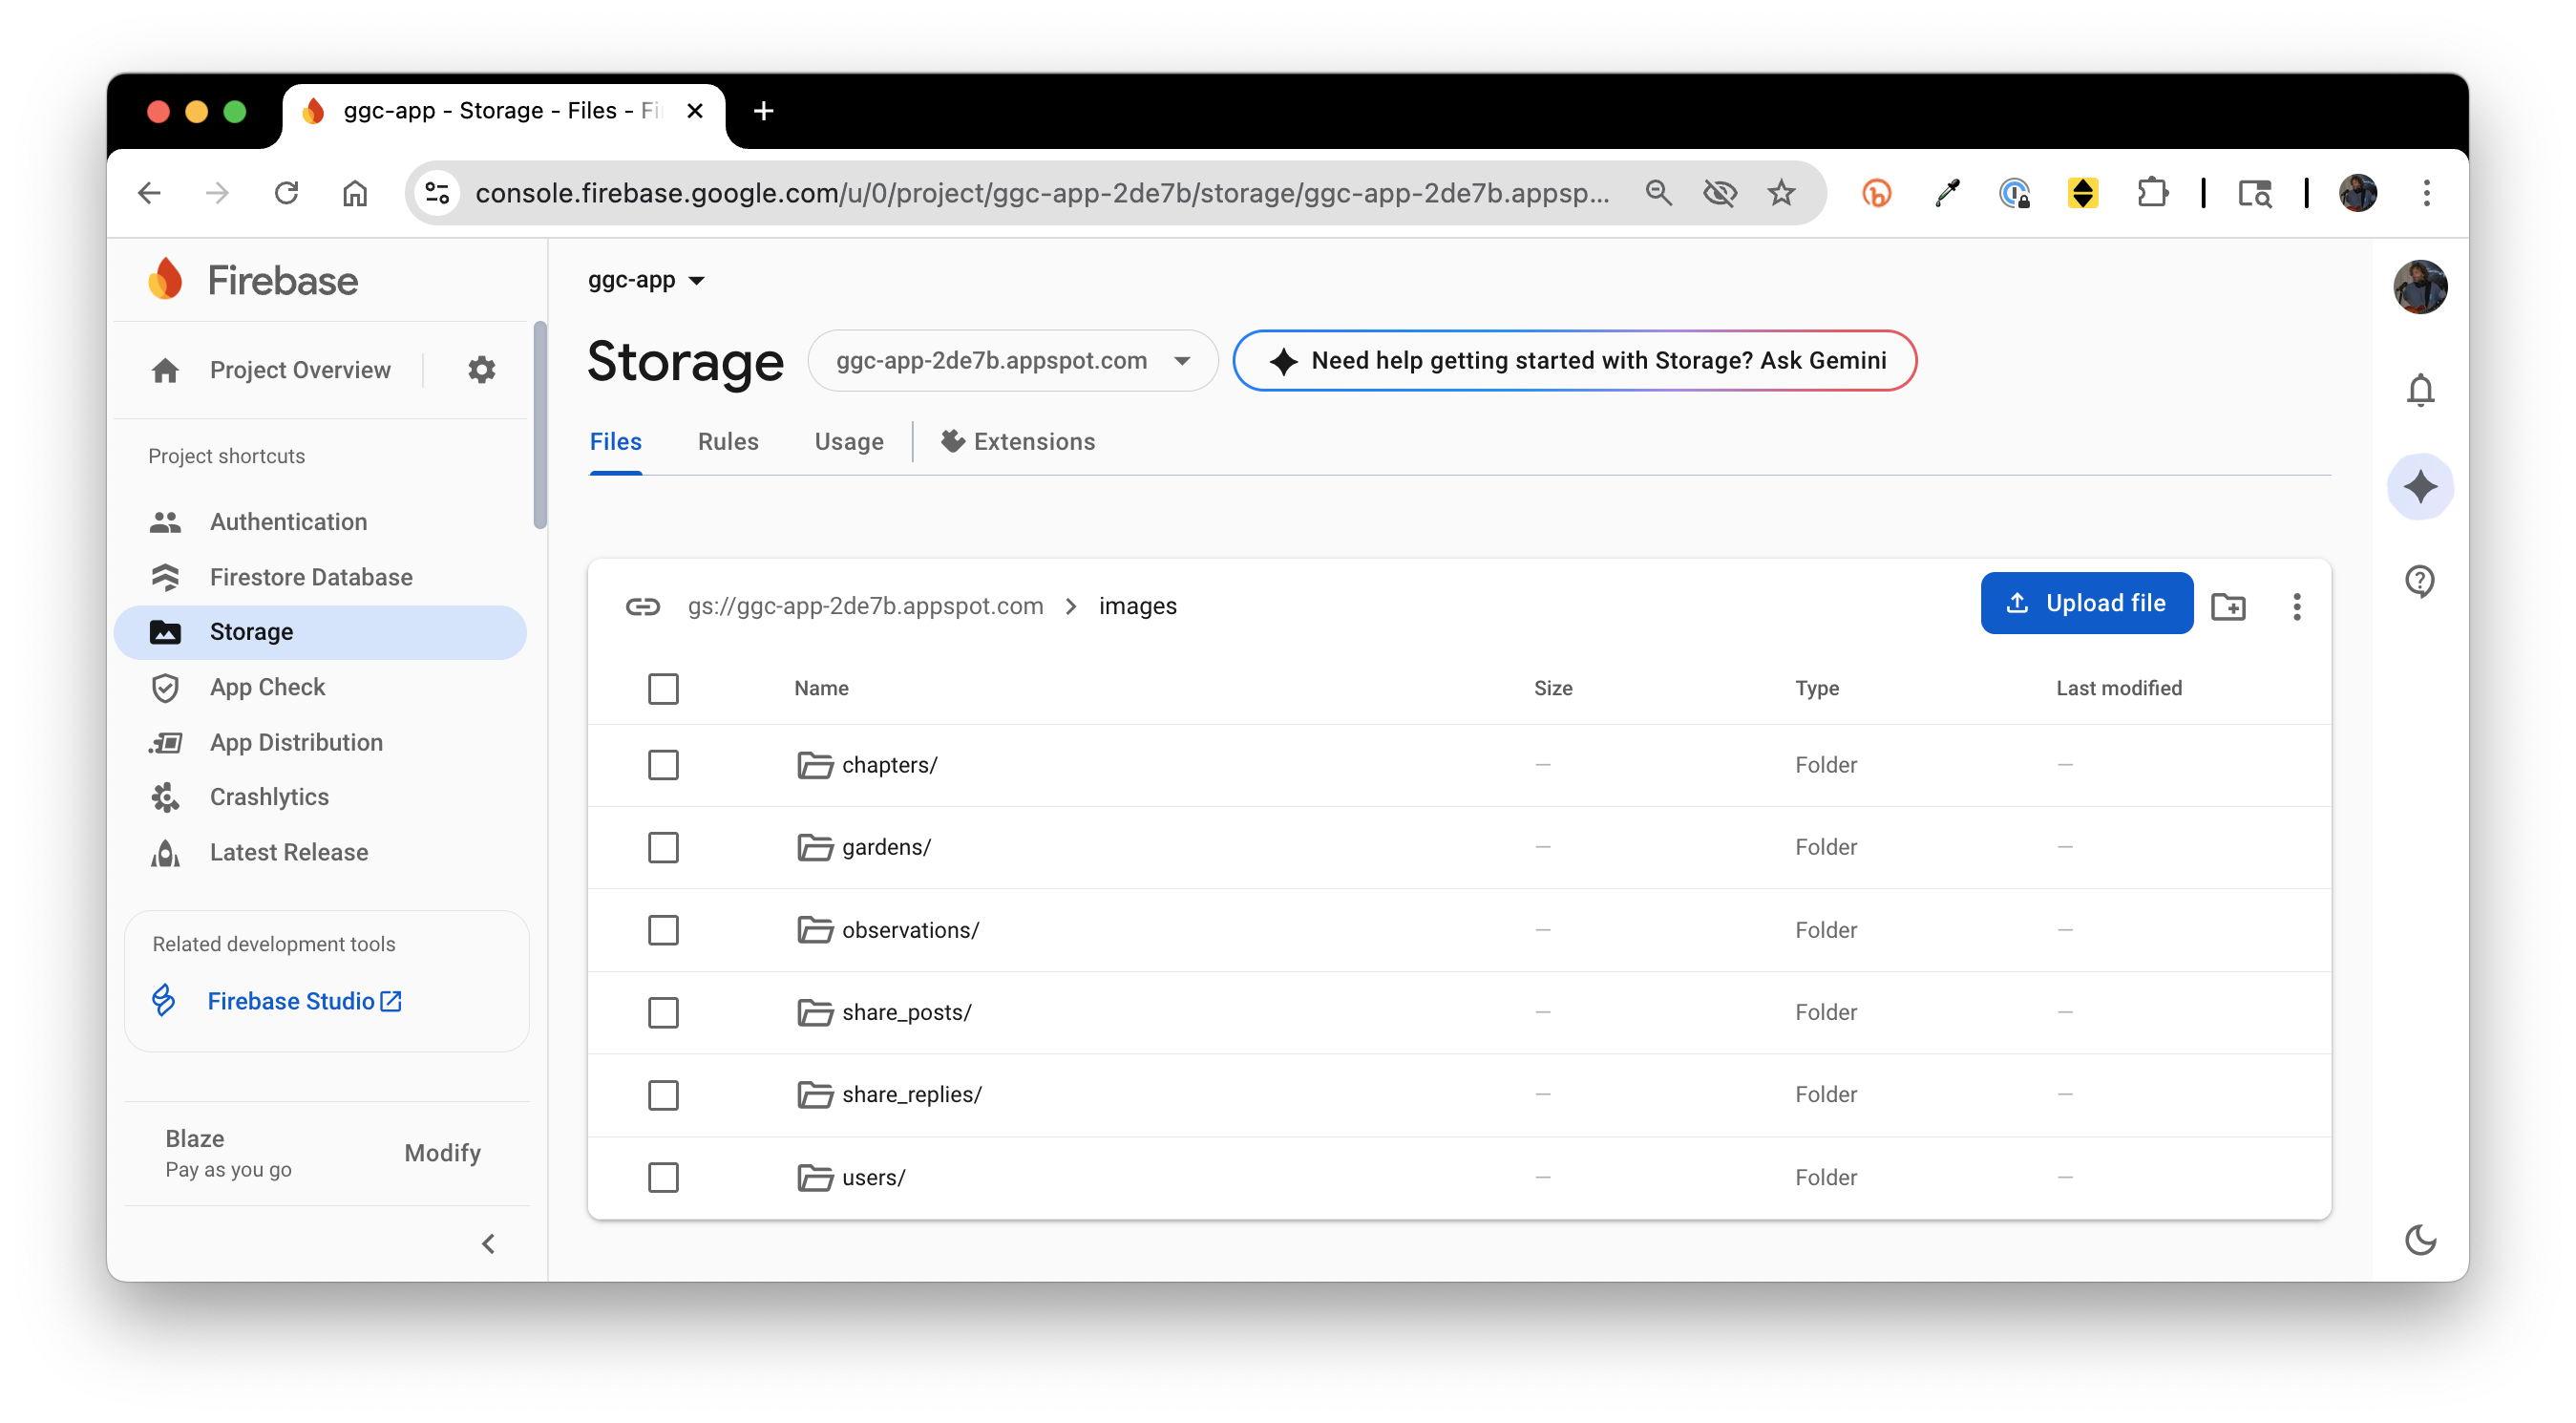 ggc-app - Storage - Files - Fi
console.firebase.google.com/u/0/project/ggc-app-2de7b/storage/ggc-app-2de7b.appsp...
Firebase
Project Overview
Project shortcuts
Authentication
Firestore Database
Storage
App Check
App Distribution
Crashlytics
Latest Release
Related development tools
Firebase Studio
Blaze
Pay as you go
Modify
ggc-app
Storage
ggc-app-2de7b.appspot.com
Need help getting started with Storage? Ask Gemini
Files Rules Usage Extensions
gs://ggc-app-2de7b.appspot.com > images
Upload file
Name Size Type Last modified
chapters/ — Folder —
gardens/ — Folder —
observations/ — Folder —
share_posts/ — Folder —
share_replies/ — Folder —
users/ — Folder —